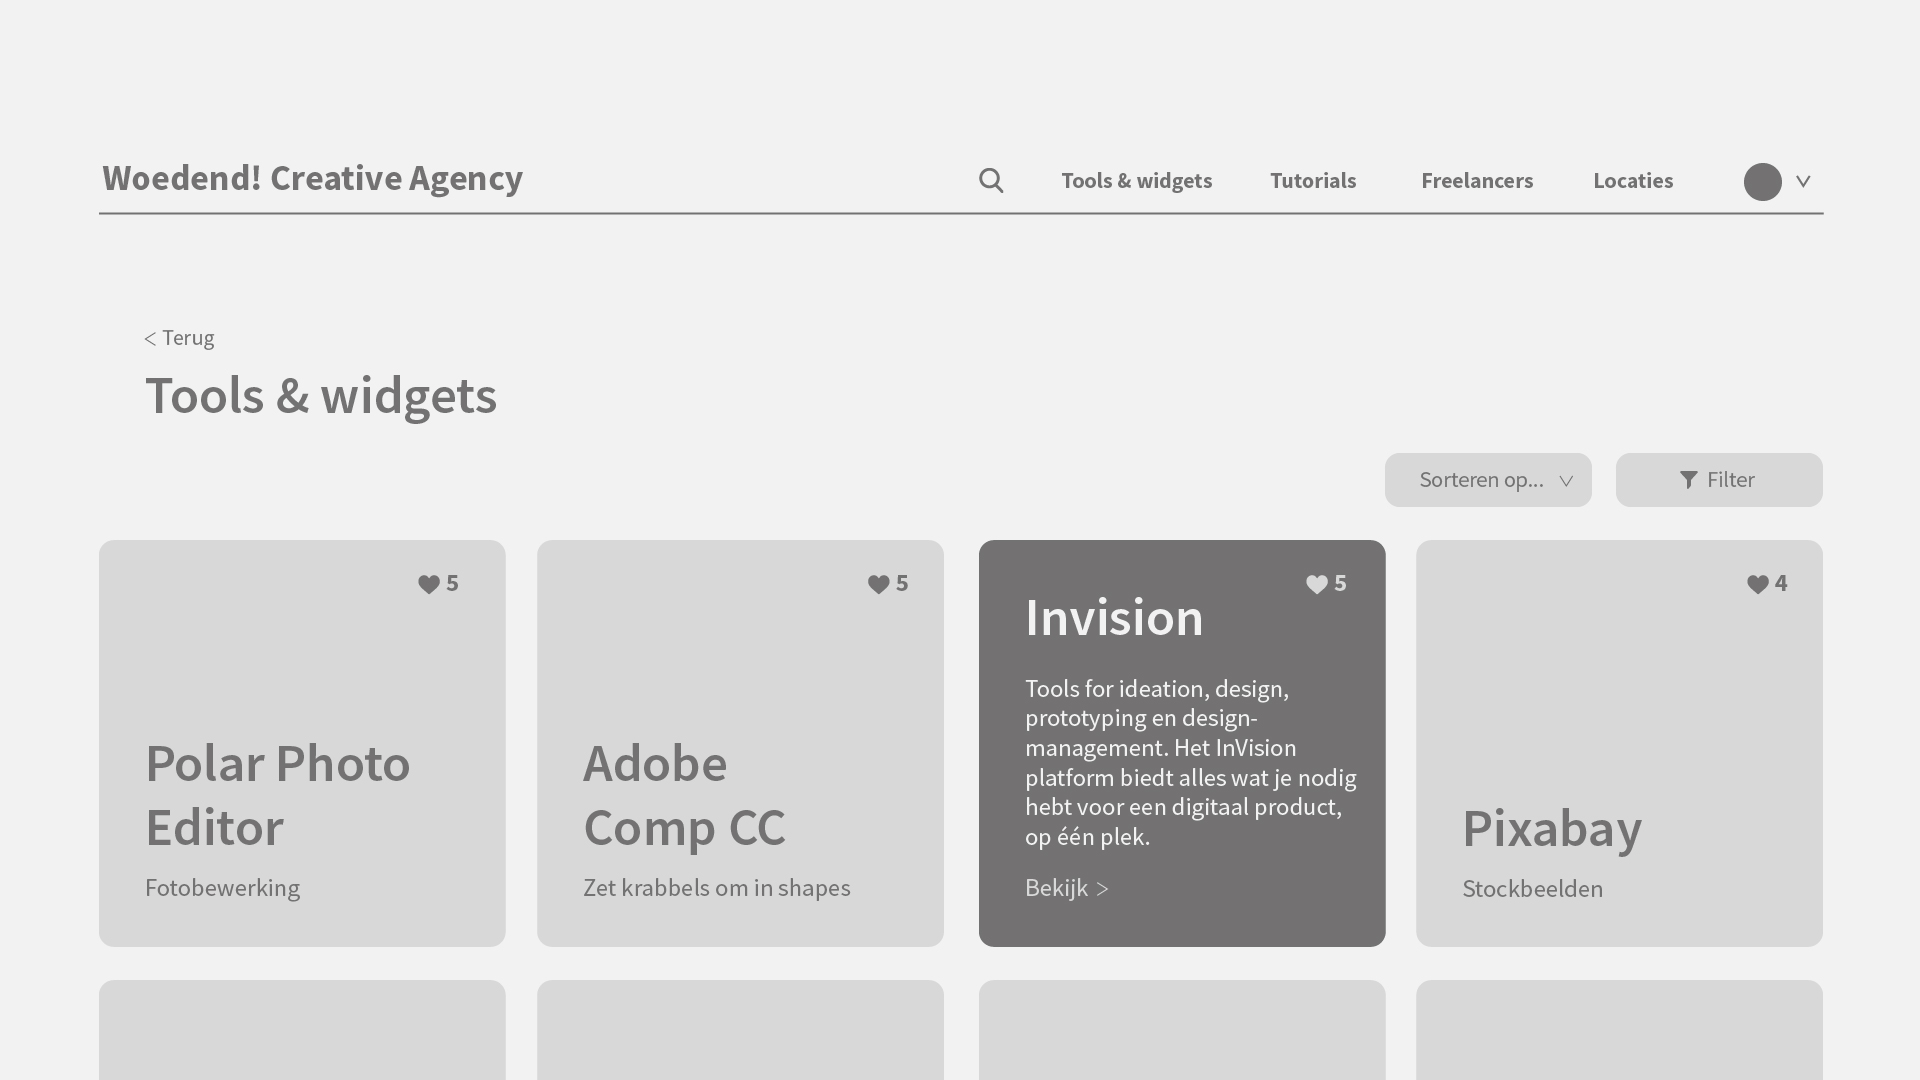 Woedend! Creative Agency
Tools & widgets
Tutorials
Freelancers
Locaties
< Terug
Tools & widgets
Sorteren op...
Filter
5
Polar Photo
Editor
Fotobewerking
5
Adobe
Comp CC
Zet krabbels om in shapes
5
Invision
Tools for ideation, design,
prototyping en design-
management. Het InVision
platform biedt alles wat je nodig
hebt voor een digitaal product,
op één plek.
Bekijk >
4
Pixabay
Stockbeelden